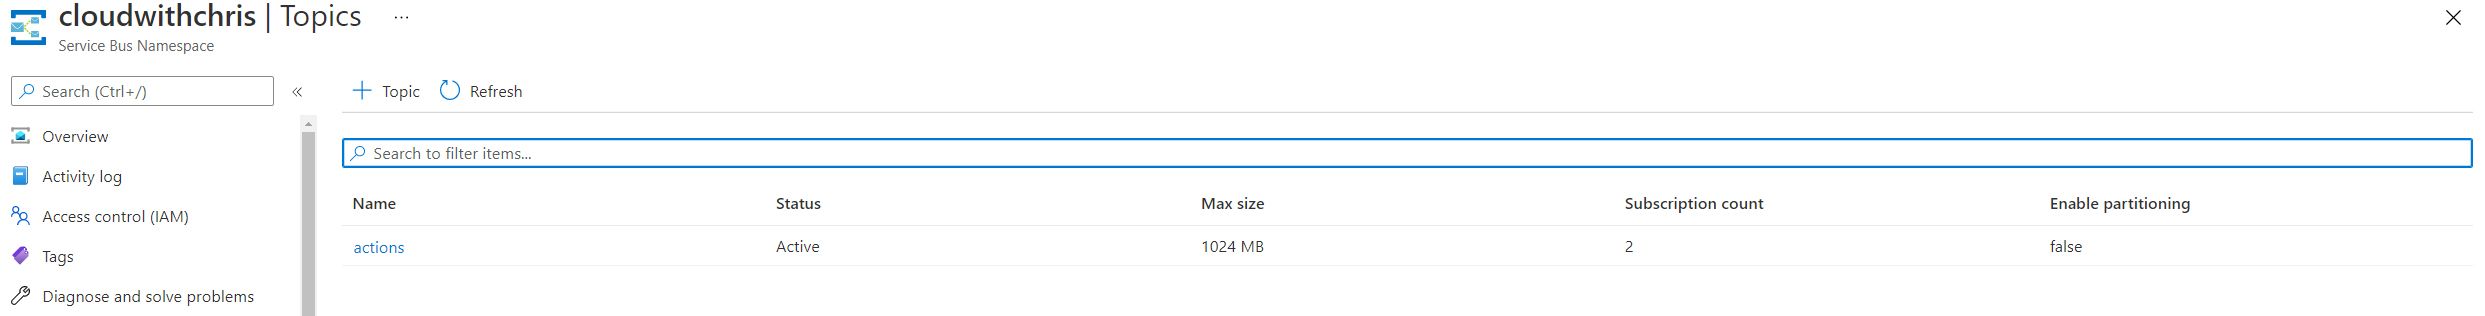 cloudwithchris | Topics ...
Service Bus Namespace
Search (Ctrl+/) «
Overview
Activity log
Access control (IAM)
Tags
Diagnose and solve problems
+ Topic Refresh
Search to filter items...
Name Status Max size Subscription count Enable partitioning
actions Active 1024 MB 2 false